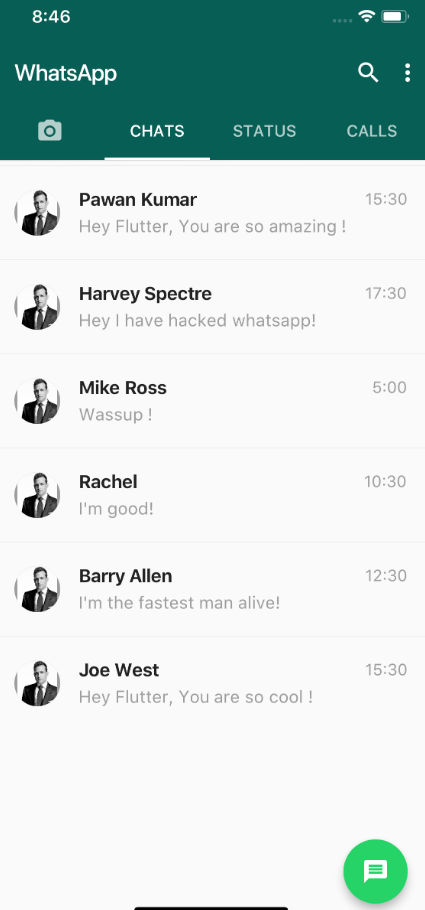 8:46
WhatsApp
CHATS STATUS CALLS
Pawan Kumar 15:30
Hey Flutter, You are so amazing !
Harvey Spectre 17:30
Hey I have hacked whatsapp!
Mike Ross 5:00
Wassup !
Rachel 10:30
I'm good!
Barry Allen 12:30
I'm the fastest man alive!
Joe West 15:30
Hey Flutter, You are so cool !